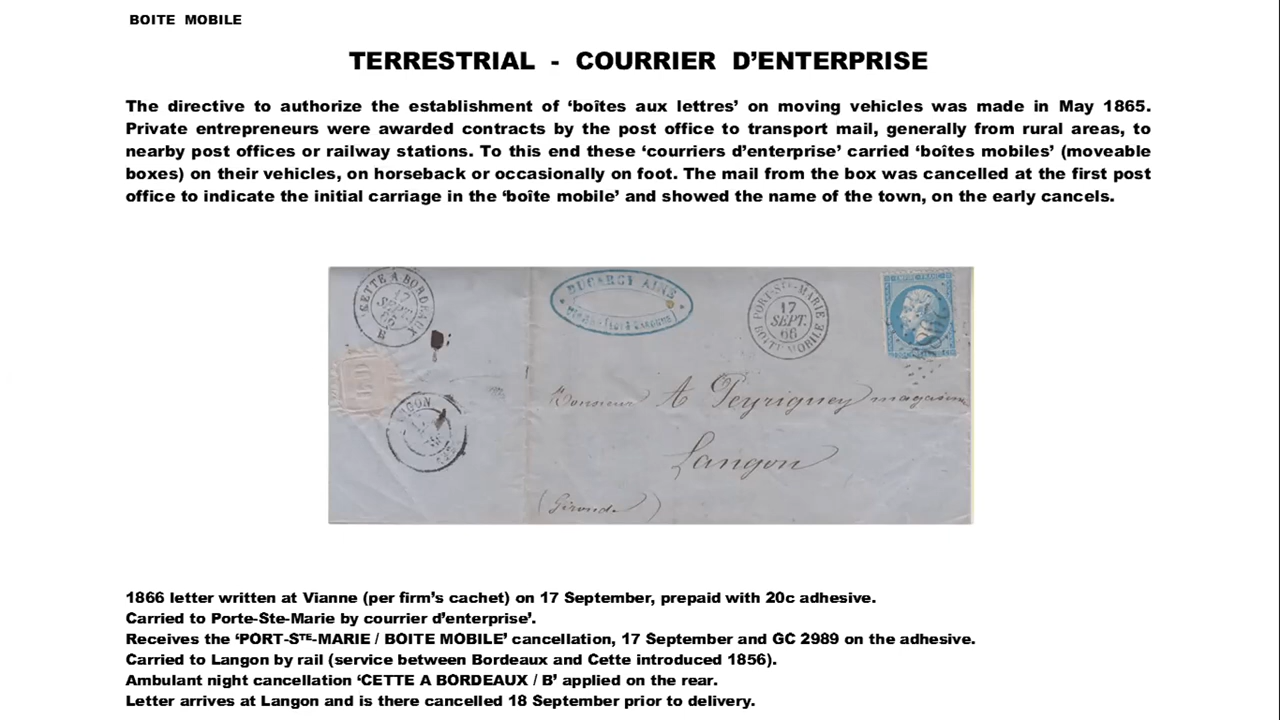 BOITE MOBILE
TERRESTRIAL - COURRIER D’ENTERPRISE
The directive to authorize the establishment of ‘boîtes aux lettres’ on moving vehicles was made in May 1865.
Private entrepreneurs were awarded contracts by the post office to transport mail, generally from rural areas, to
nearby post offices or railway stations. To this end these ‘courriers d’enterprise’ carried ‘boîtes mobiles’ (moveable
boxes) on their vehicles, on horseback or occasionally on foot. The mail from the box was cancelled at the first post
office to indicate the initial carriage in the ‘boîte mobile’ and showed the name of the town, on the early cancels.
CETTE A BORDEAUX
17
SEPT.
66
B
DUCARCY AINÉ
PORT-STE-MARIE
17
SEPT.
66
BOITE MOBILE
EMPIRE FRANC
Monsieur A Peyriguey
Langon
(Gironde)
LANGON
1866 letter written at Vianne (per firm’s cachet) on 17 September, prepaid with 20c adhesive.
Carried to Porte-Ste-Marie by courrier d’enterprise’.
Receives the ‘PORT-STE-MARIE / BOITE MOBILE’ cancellation, 17 September and GC 2989 on the adhesive.
Carried to Langon by rail (service between Bordeaux and Cette introduced 1856).
Ambulant night cancellation ‘CETTE A BORDEAUX / B’ applied on the rear.
Letter arrives at Langon and is there cancelled 18 September prior to delivery.